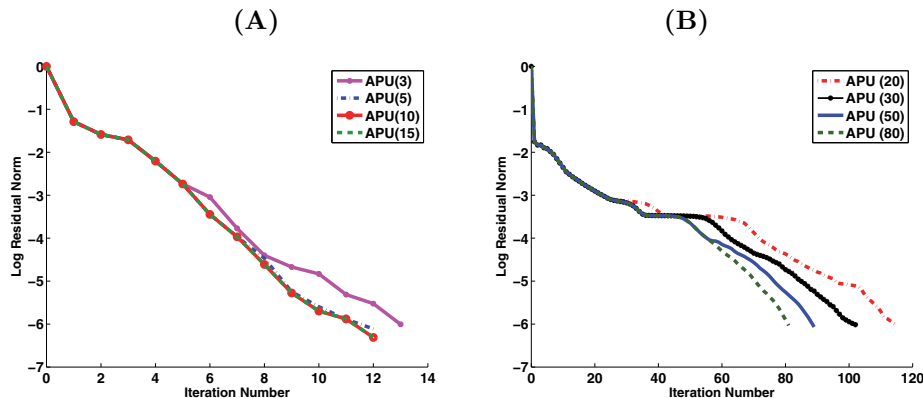 (A)
(B)
0
−1
−2
−3
−4
−5
−6
−7
Log Residual Norm
0
2
4
6
8
10
12
14
Iteration Number
APU(3)
APU(5)
APU(10)
APU(15)
0
−1
−2
−3
−4
−5
−6
−7
Log Residual Norm
0
20
40
60
80
100
120
Iteration Number
APU (20)
APU (30)
APU (50)
APU (80)